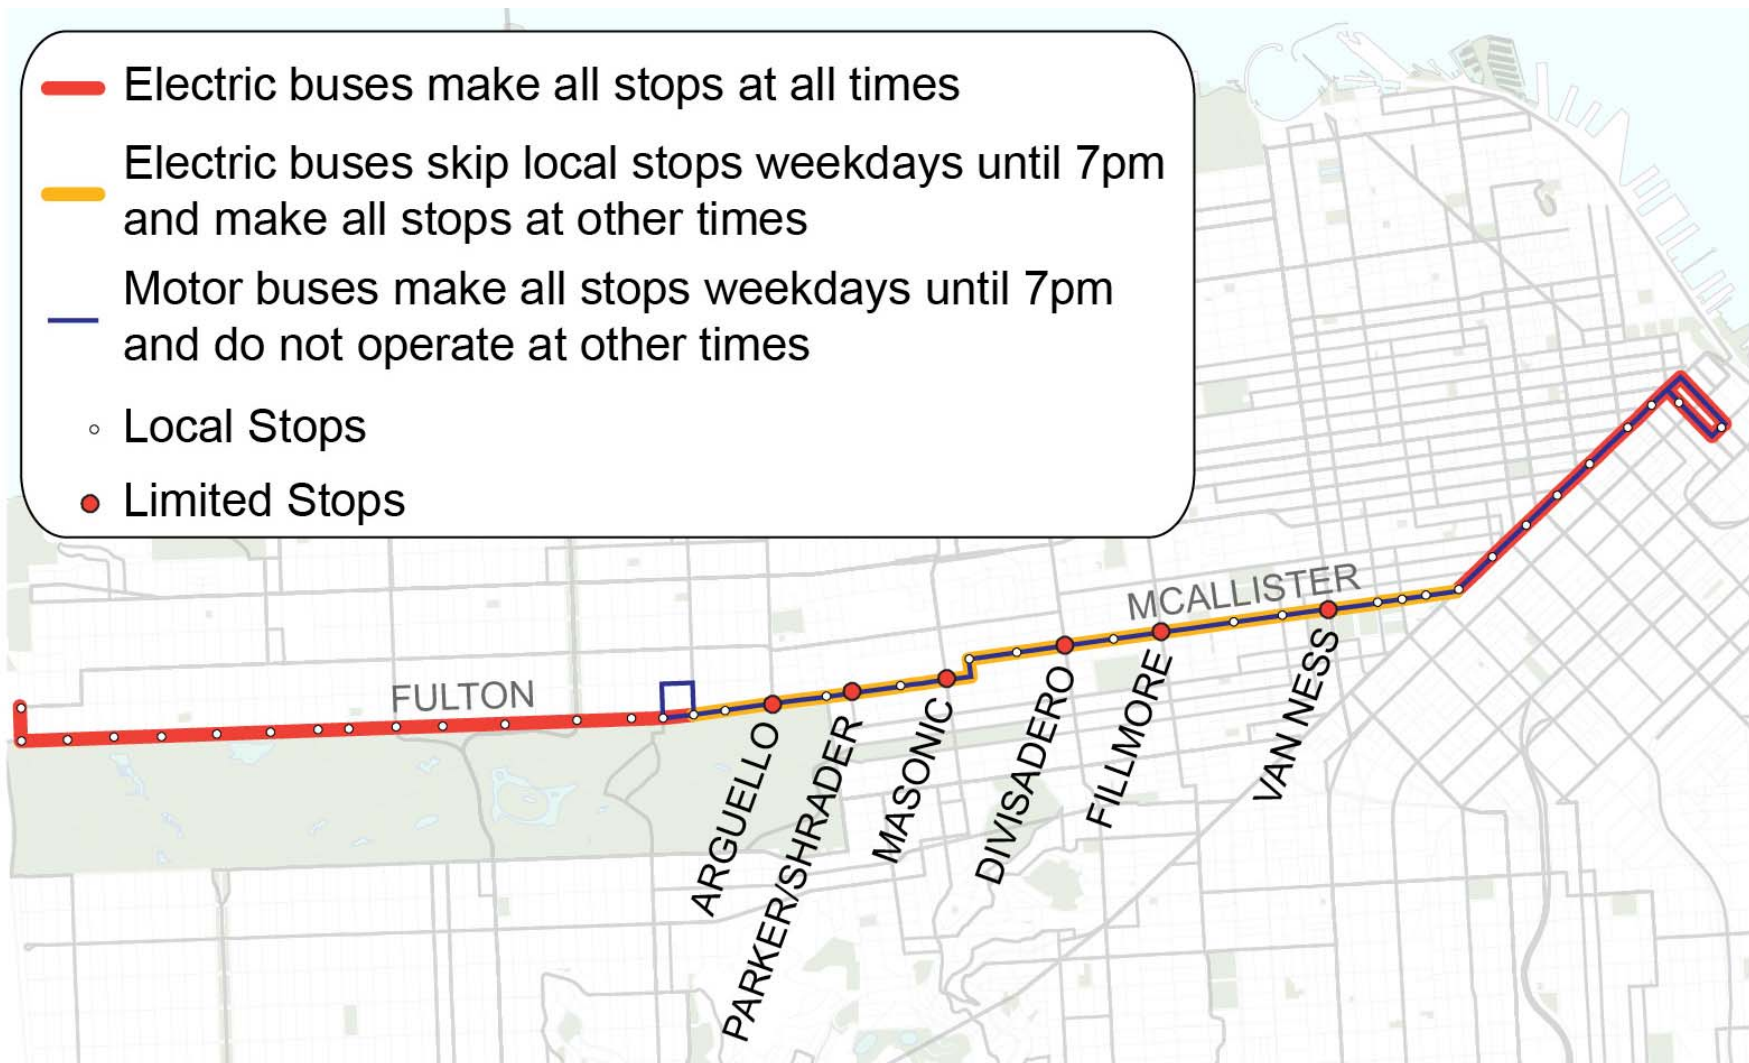 Electric buses make all stops at all times
Electric buses skip local stops weekdays until 7pm
and make all stops at other times
Motor buses make all stops weekdays until 7pm
and do not operate at other times
Local Stops
Limited Stops
FULTON
MCALLISTER
ARGUELLO
PARKER/SHRADER
MASONIC
DIVISADERO
FILLMORE
VAN NESS